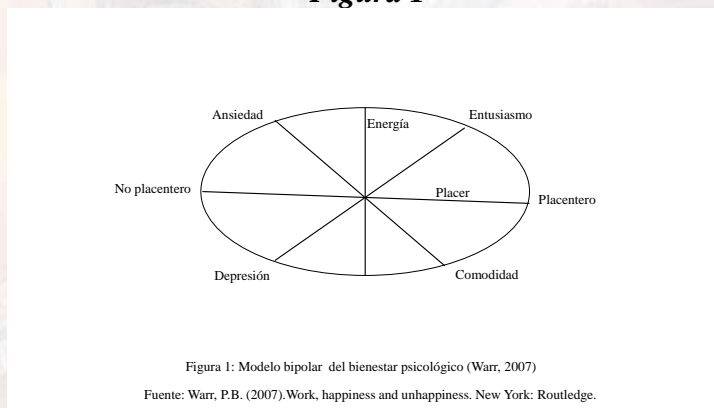 Figura 1
Ansiedad
Entusiasmo
Energía
No placentero
Placer
Placentero
Depresión
Comodidad
Figura 1: Modelo bipolar del bienestar psicológico (Warr, 2007)
Fuente: Warr, P.B. (2007).Work, happiness and unhappiness. New York: Routledge.